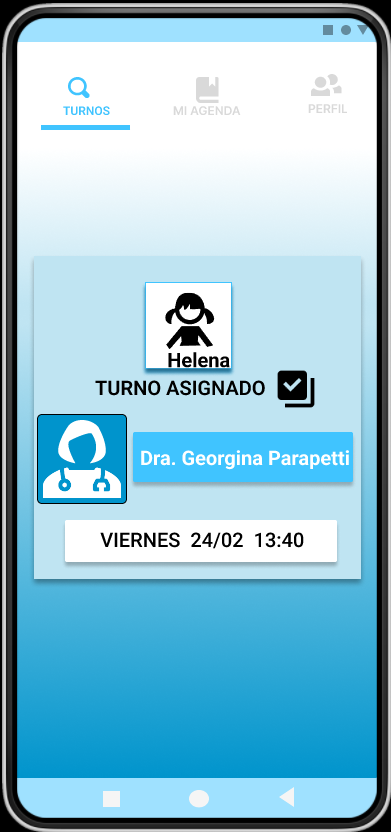 TURNOS
MI AGENDA
PERFIL
Helena
TURNO ASIGNADO
Dra. Georgina Parapetti
VIERNES 24/02 13:40